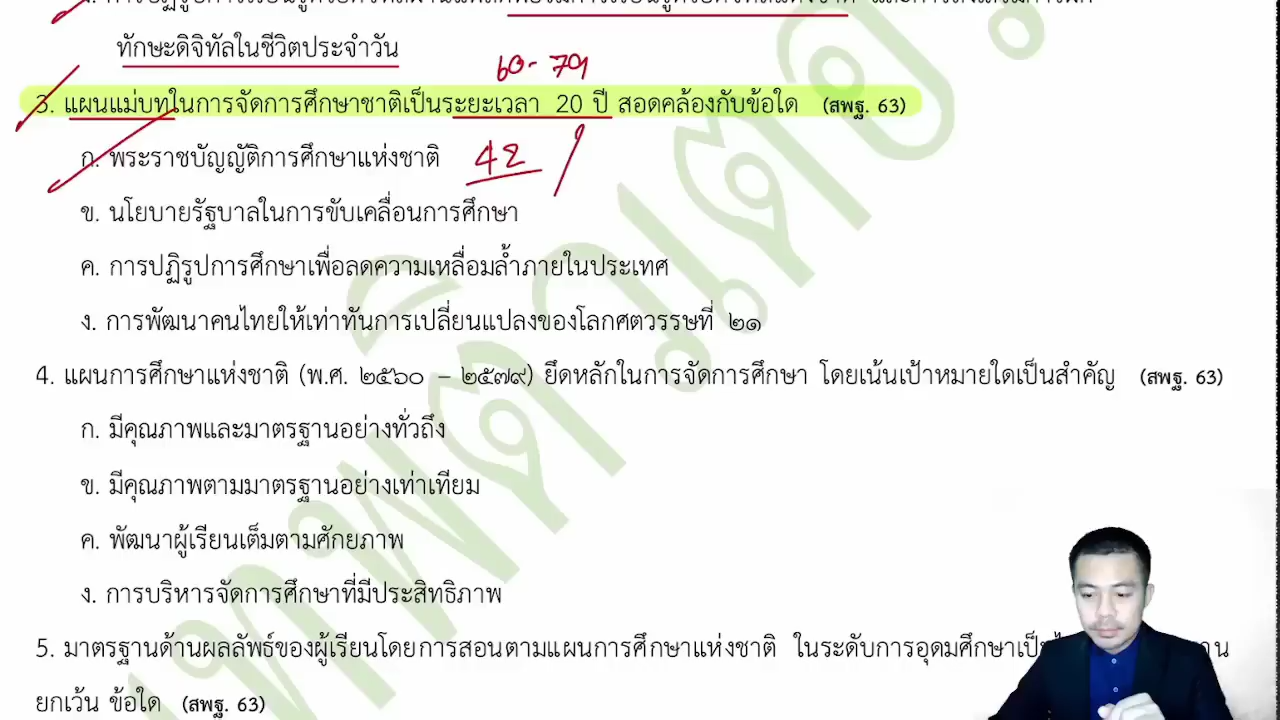 ทักษะดิจิทัลในชีวิตประจำวัน
60 - 79
3. แผนแม่บทในการจัดการศึกษาชาติเป็นระยะเวลา 20 ปี สอดคล้องกับข้อใด (สพฐ. 63)
ก. พระราชบัญญัติการศึกษาแห่งชาติ 42
ข. นโยบายรัฐบาลในการขับเคลื่อนการศึกษา
ค. การปฏิรูปการศึกษาเพื่อลดความเหลื่อมล้ำภายในประเทศ
ง. การพัฒนาคนไทยให้เท่าทันการเปลี่ยนแปลงของโลกศตวรรษที่ ๒๑
4. แผนการศึกษาแห่งชาติ (พ.ศ. ๒๕๖๐ – ๒๕๗๙) ยึดหลักในการจัดการศึกษา โดยเน้นเป้าหมายใดเป็นสำคัญ (สพฐ. 63)
ก. มีคุณภาพและมาตรฐานอย่างทั่วถึง
ข. มีคุณภาพตามมาตรฐานอย่างเท่าเทียม
ค. พัฒนาผู้เรียนเต็มตามศักยภาพ
ง. การบริหารจัดการศึกษาที่มีประสิทธิภาพ
5. มาตรฐานด้านผลลัพธ์ของผู้เรียนโดยการสอนตามแผนการศึกษาแห่งชาติ ในระดับการอุดมศึกษา
ยกเว้น ข้อใด (สพฐ. 63)